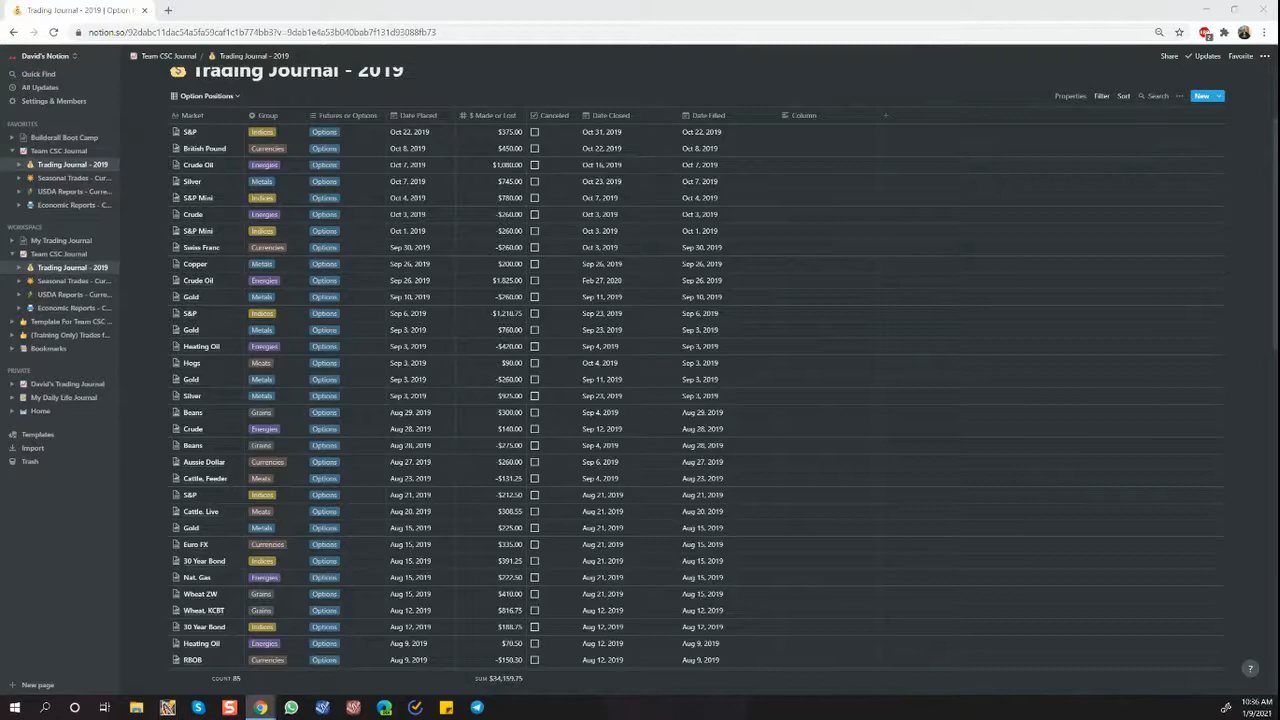 Trading Journal - 2019 | Option P
notion.so/92dabc11dac54a5fa59caf1c1b774bb3?v=9dab1e4a53b040bab7f131d93088fb73
David's Notion
Team CSC Journal / Trading Journal - 2019
Share Updates Favorite
Quick Find
All Updates
Settings & Members
FAVORITES
Builderall Boot Camp
Team CSC Journal
Trading Journal - 2019
Seasonal Trades - Cur...
USDA Reports - Curre...
Economic Reports - C...
WORKSPACE
My Trading Journal
Team CSC Journal
Trading Journal - 2019
Seasonal Trades - Cur...
USDA Reports - Curre...
Economic Reports - C...
Template For Team CSC ...
(Training Only) Trades f...
Bookmarks
PRIVATE
David's Trading Journal
My Daily Life Journal
Home
Templates
Import
Trash
New page
Trading Journal - 2019
Option Positions
Properties Filter Sort Search New
Market Group Futures or Options Date Placed $ Made or Lost Canceled Date Closed Date Filled Column
S&P Indices Options Oct 22, 2019 $375.00 Oct 31, 2019 Oct 22, 2019
British Pound Currencies Options Oct 8, 2019 $450.00 Oct 22, 2019 Oct 8, 2019
Crude Oil Energies Options Oct 7, 2019 $1,080.00 Oct 16, 2019 Oct 7, 2019
Silver Metals Options Oct 7, 2019 $745.00 Oct 23, 2019 Oct 7, 2019
S&P Mini Indices Options Oct 4, 2019 $780.00 Oct 7, 2019 Oct 4, 2019
Crude Energies Options Oct 3, 2019 -$260.00 Oct 3, 2019 Oct 3, 2019
S&P Mini Indices Options Oct 1, 2019 -$260.00 Oct 3, 2019 Oct 1, 2019
Swiss Franc Currencies Options Sep 30, 2019 -$260.00 Oct 3, 2019 Sep 30, 2019
Copper Metals Options Sep 26, 2019 $200.00 Sep 26, 2019 Sep 26, 2019
Crude Oil Energies Options Sep 26, 2019 $1,825.00 Feb 27, 2020 Sep 26, 2019
Gold Metals Options Sep 10, 2019 -$260.00 Sep 11, 2019 Sep 10, 2019
S&P Indices Options Sep 6, 2019 -$1,218.75 Sep 23, 2019 Sep 6, 2019
Gold Metals Options Sep 3, 2019 $760.00 Sep 23, 2019 Sep 3, 2019
Heating Oil Energies Options Sep 3, 2019 -$420.00 Sep 4, 2019 Sep 3, 2019
Hogs Meats Options Sep 3, 2019 $90.00 Oct 4, 2019 Sep 3, 2019
Gold Metals Options Sep 3, 2019 -$260.00 Sep 11, 2019 Sep 3, 2019
Silver Metals Options Sep 3, 2019 $925.00 Sep 23, 2019 Sep 3, 2019
Beans Grains Options Aug 29, 2019 $300.00 Sep 4, 2019 Aug 29, 2019
Crude Energies Options Aug 28, 2019 $140.00 Sep 12, 2019 Aug 28, 2019
Beans Grains Options Aug 28, 2019 -$275.00 Sep 4, 2019 Aug 28, 2019
Aussie Dollar Currencies Options Aug 27, 2019 -$260.00 Sep 6, 2019 Aug 27, 2019
Cattle, Feeder Meats Options Aug 23, 2019 -$131.25 Sep 4, 2019 Aug 23, 2019
S&P Indices Options Aug 21, 2019 -$212.50 Aug 21, 2019 Aug 21, 2019
Cattle, Live Meats Options Aug 20, 2019 $308.55 Aug 21, 2019 Aug 20, 2019
Gold Metals Options Aug 15, 2019 $225.00 Aug 21, 2019 Aug 15, 2019
Euro FX Currencies Options Aug 15, 2019 $335.00 Aug 21, 2019 Aug 15, 2019
30 Year Bond Indices Options Aug 15, 2019 $391.25 Aug 21, 2019 Aug 15, 2019
Nat. Gas Energies Options Aug 15, 2019 $222.50 Aug 21, 2019 Aug 15, 2019
Wheat ZW Grains Options Aug 15, 2019 $410.00 Aug 21, 2019 Aug 15, 2019
Wheat, KCBT Grains Options Aug 12, 2019 $816.75 Aug 12, 2019 Aug 12, 2019
30 Year Bond Indices Options Aug 12, 2019 $188.75 Aug 12, 2019 Aug 12, 2019
Heating Oil Energies Options Aug 9, 2019 $70.50 Aug 12, 2019 Aug 9, 2019
RBOB Currencies Options Aug 9, 2019 -$150.30 Aug 12, 2019 Aug 9, 2019
COUNT 85 SUM $34,159.75
?
10:36 AM
1/9/2021